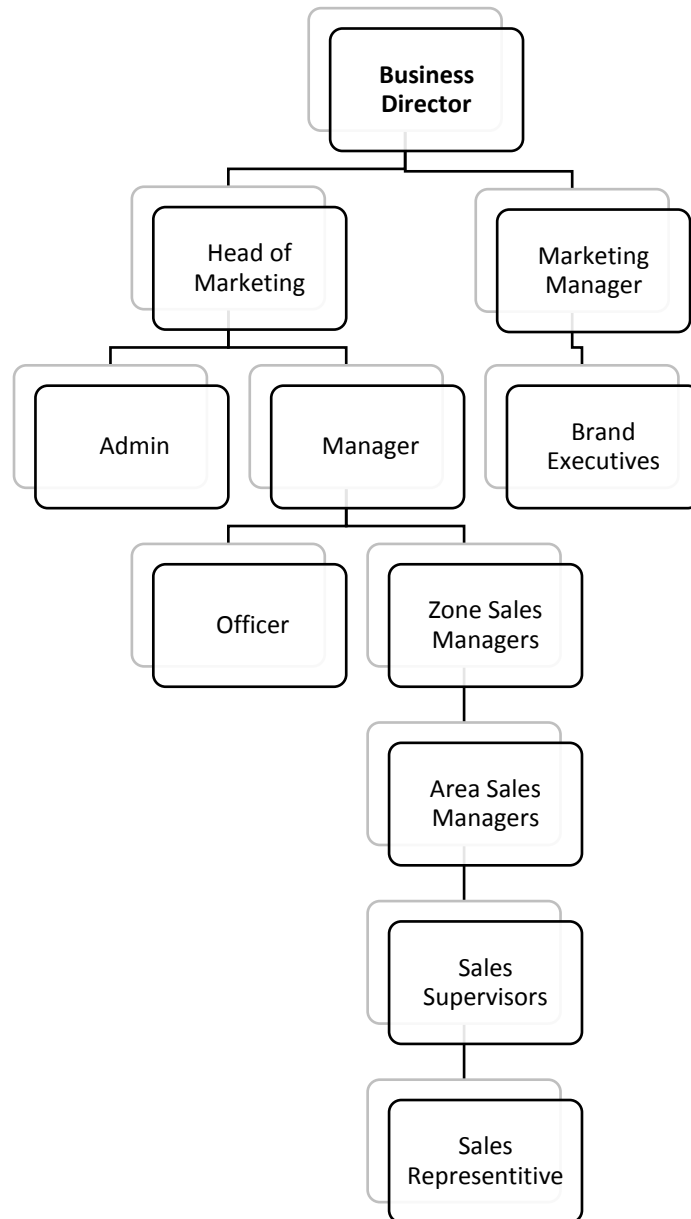 Business
Director
Head of
Marketing
Marketing
Manager
Admin
Manager
Brand
Executives
Officer
Zone Sales
Managers
Area Sales
Managers
Sales
Supervisors
Sales
Representitive